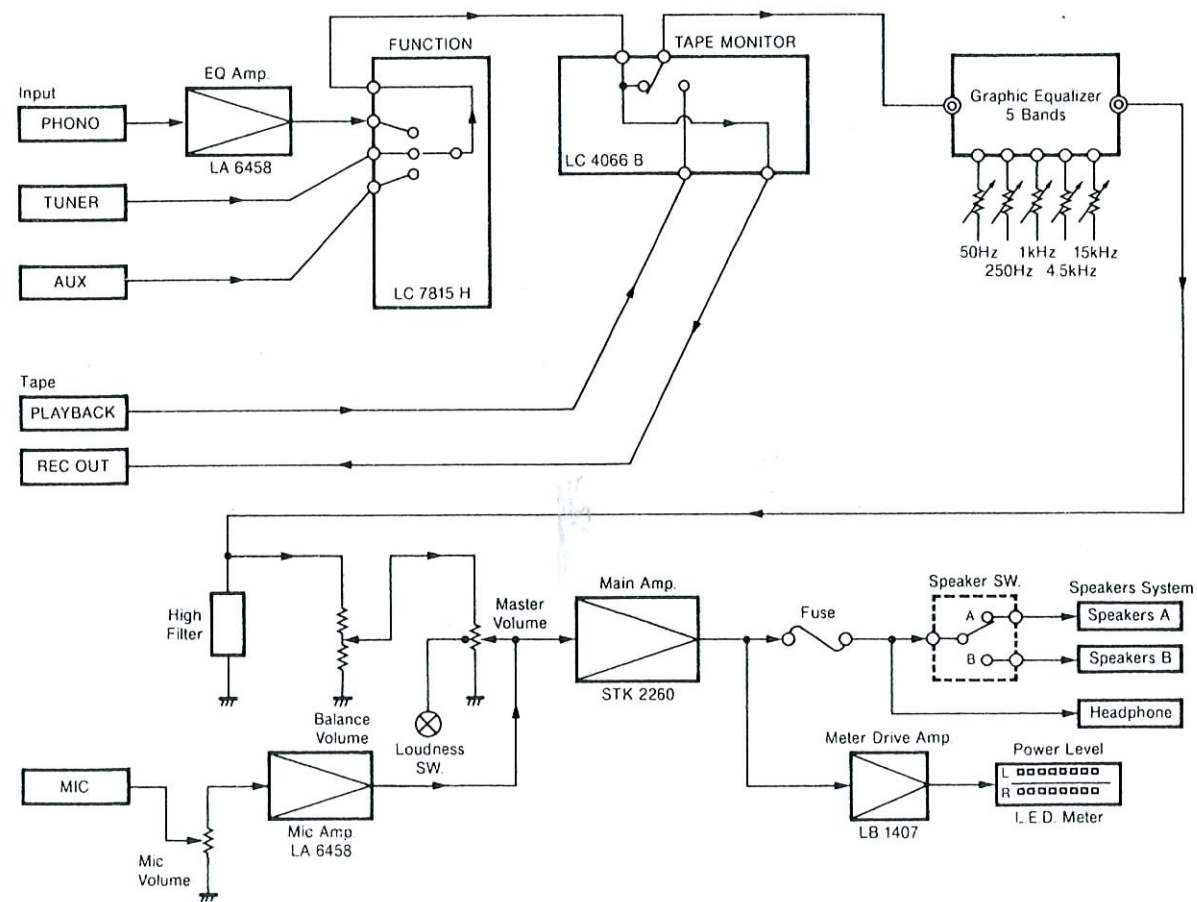 FUNCTION
TAPE MONITOR
EQ Amp.
Input
PHONO
LA 6458
TUNER
AUX
LC 7815 H
LC 4066 B
Graphic Equalizer
5 Bands
50Hz
1kHz
15kHz
250Hz
4.5kHz
Tape
PLAYBACK
REC OUT
High
Filter
Balance
Volume
Master
Volume
Loudness
SW.
Main Amp.
STK 2260
Fuse
Speaker SW.
A
B
Speakers System
Speakers A
Speakers B
Headphone
MIC
Mic
Volume
Mic Amp.
LA 6458
Meter Drive Amp.
LB 1407
Power Level
L
R
L.E.D. Meter